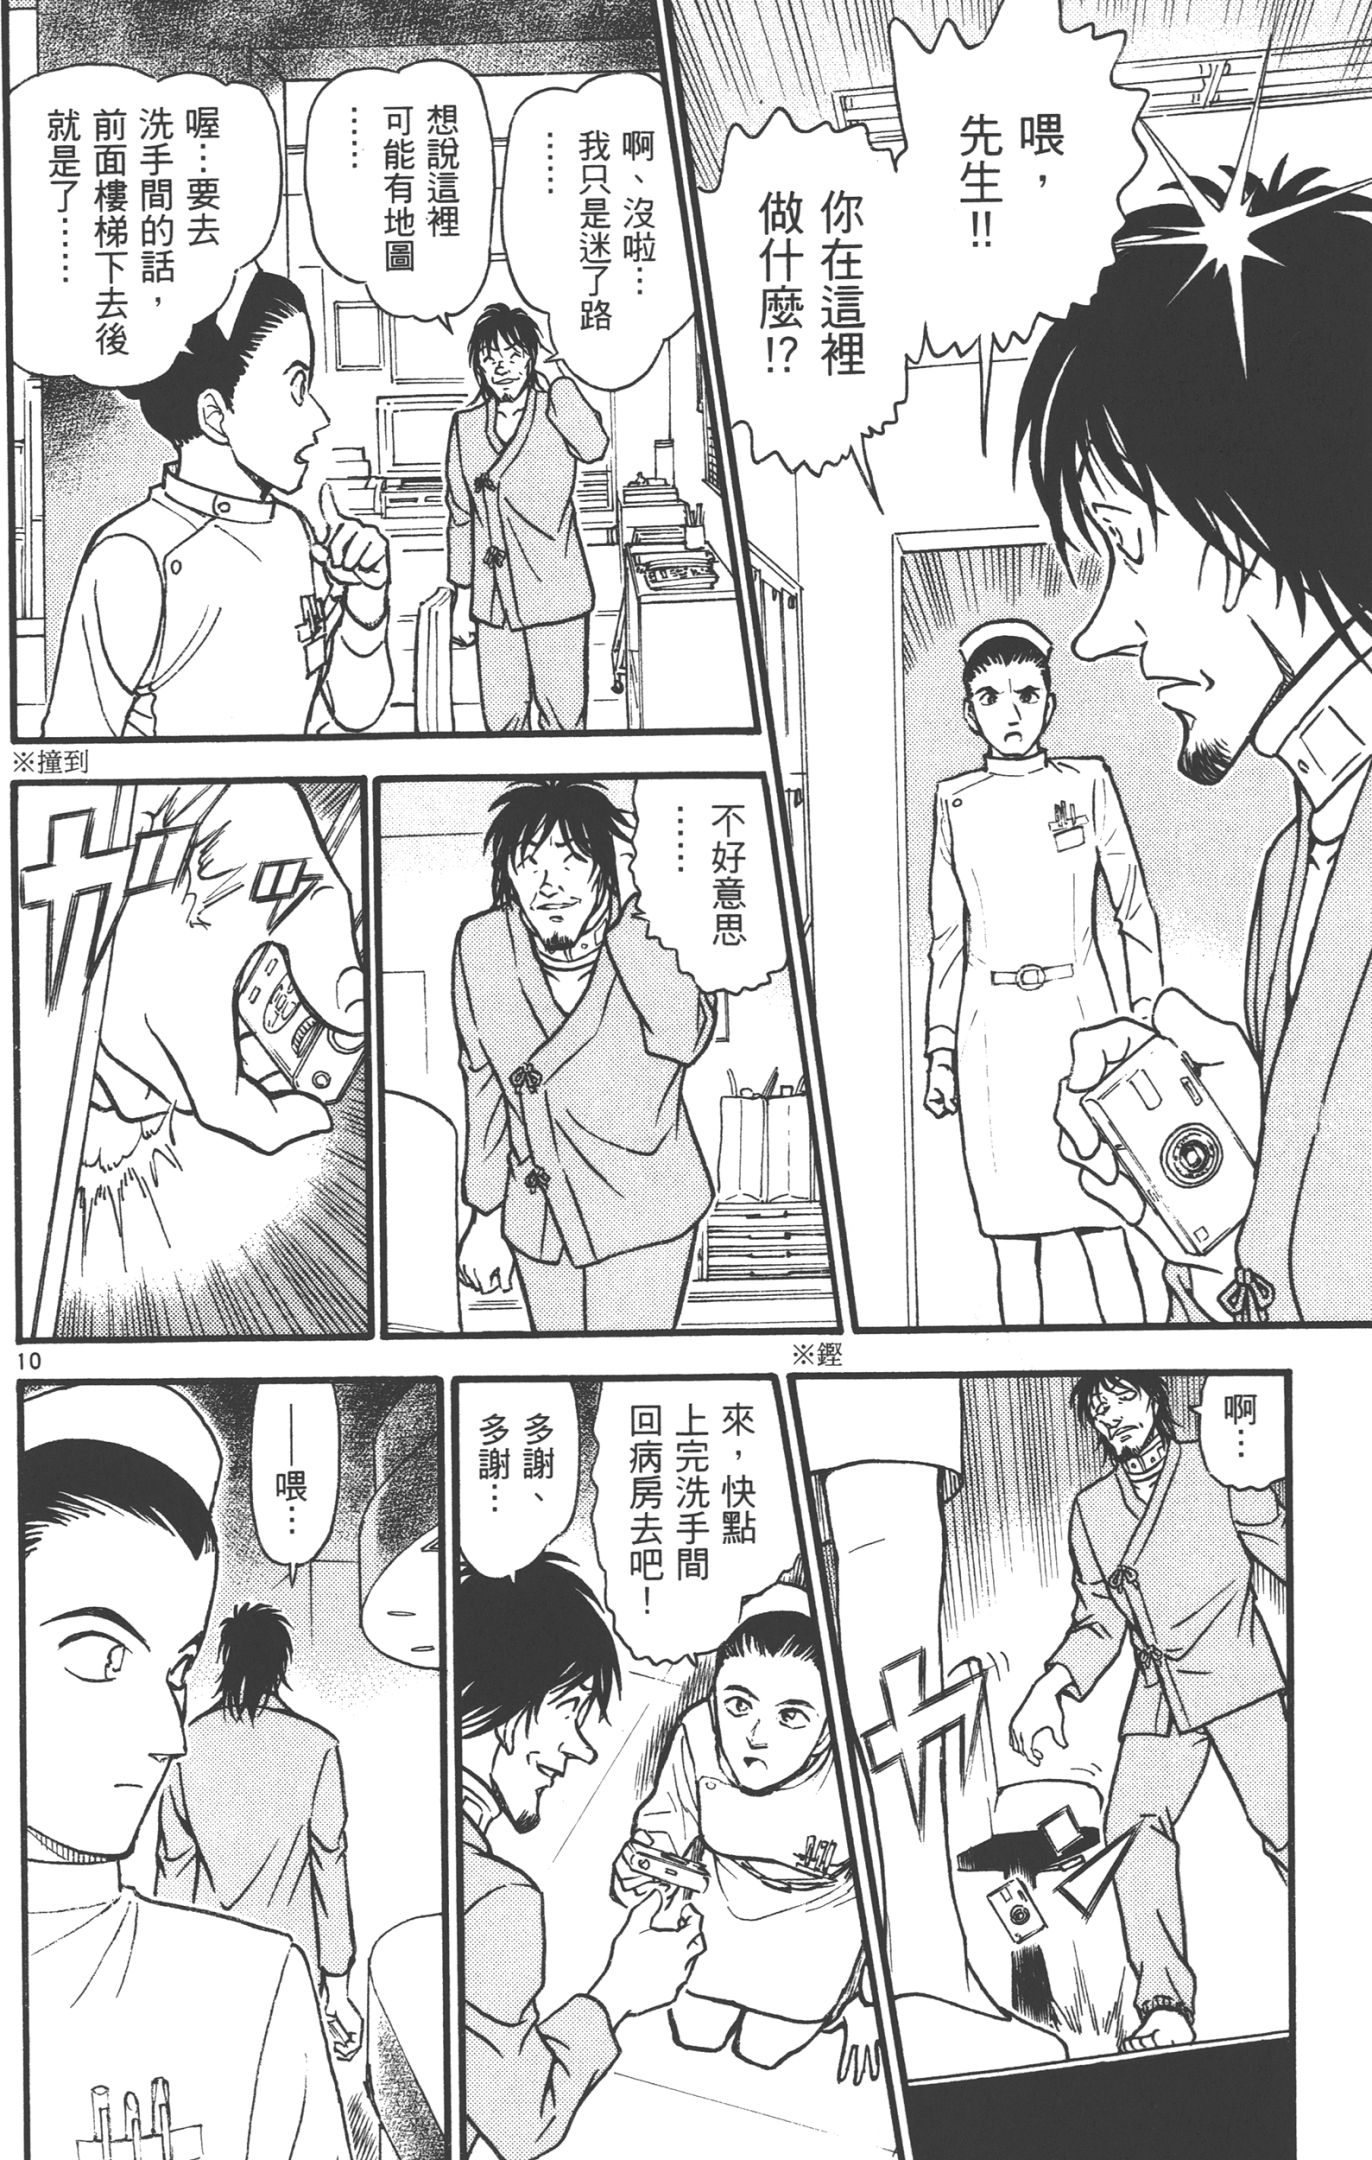 喂，
先生!!
你在這裡
做什麼!?
啊、沒啦…
我只是迷了路
……
想說這裡
可能有地圖
……
喔…要去
洗手間的話，
前面樓梯下去後
就是了……
不好意思
……
※撞到
ガッ
10
※鏗
啊…
カ
來，快點
上完洗手間
回病房去吧！
多謝、
多謝…
——喂…